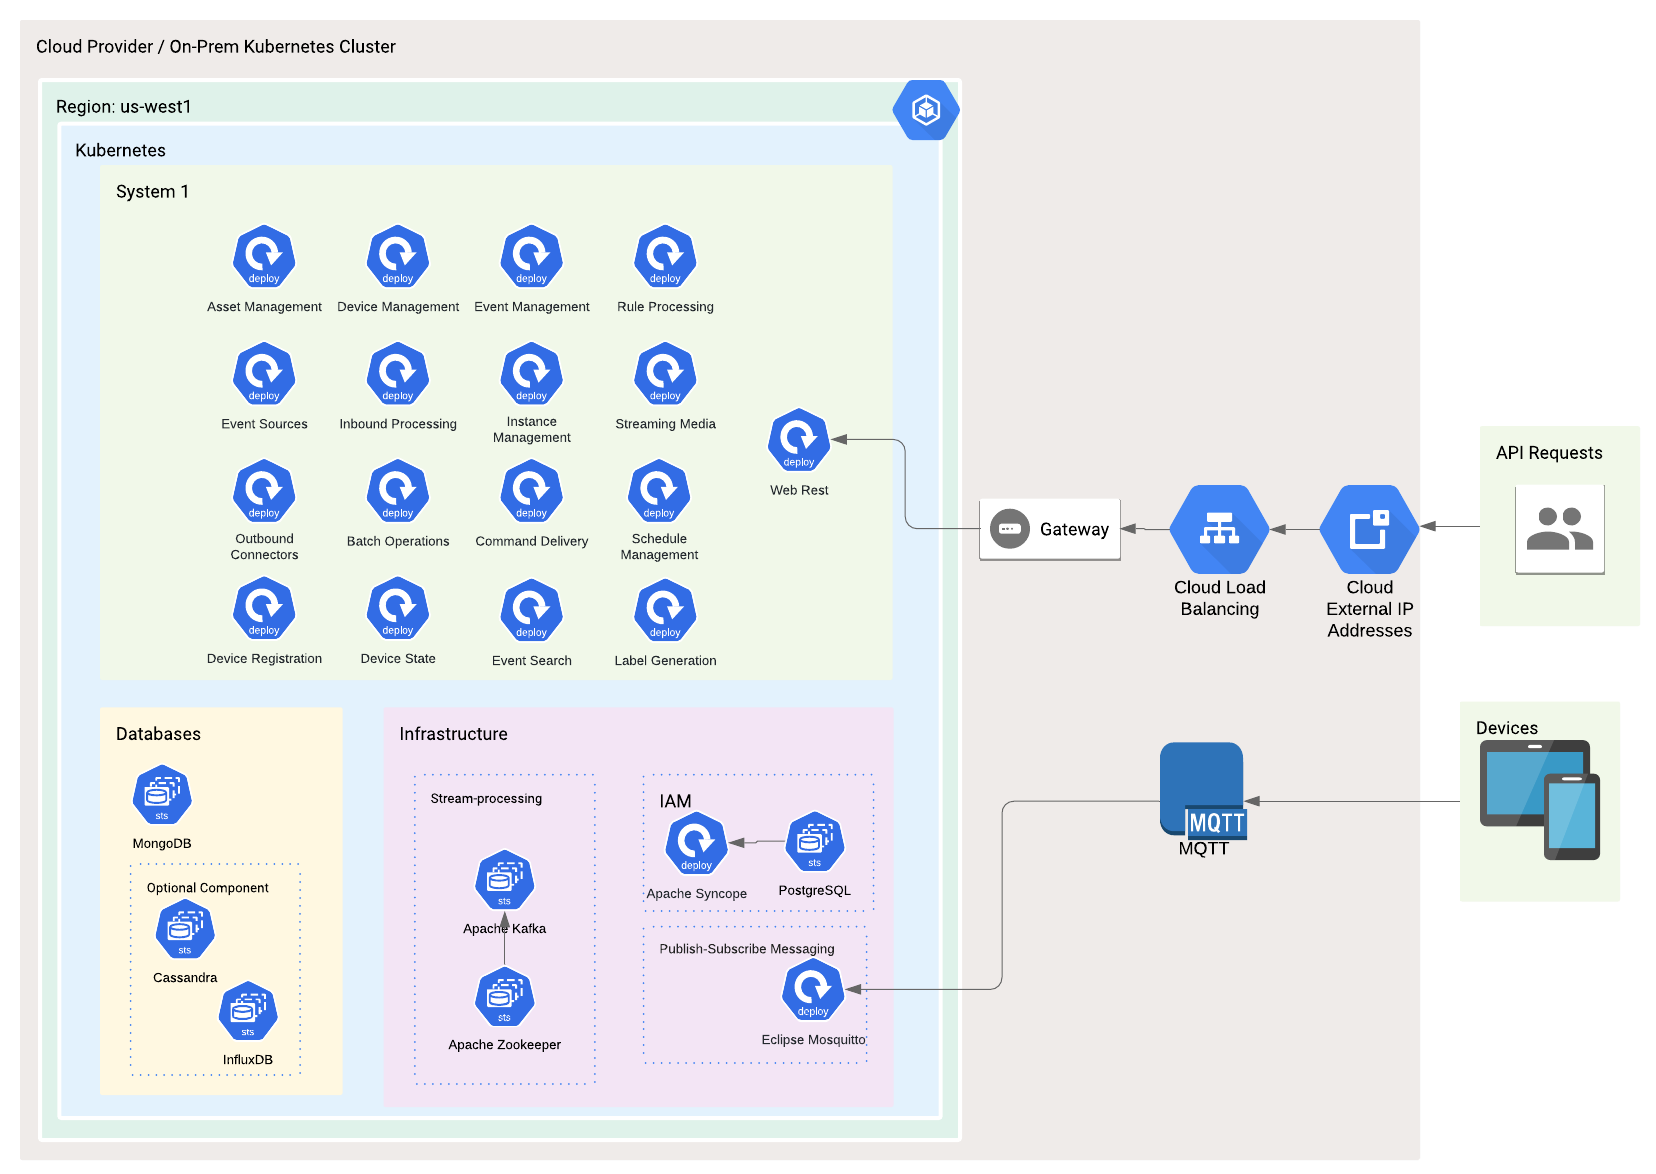 Cloud Provider / On-Prem Kubernetes Cluster
Region: us-west1
Kubernetes
System 1
deploy
deploy
deploy
deploy
Asset Management
Device Management
Event Management
Rule Processing
deploy
deploy
deploy
deploy
Event Sources
Inbound Processing
Instance
Management
Streaming Media
deploy
Web Rest
deploy
deploy
deploy
deploy
Outbound
Connectors
Batch Operations
Command Delivery
Schedule
Management
deploy
deploy
deploy
deploy
Device Registration
Device State
Event Search
Label Generation
Gateway
Cloud Load
Balancing
Cloud
External IP
Addresses
API Requests
Databases
sts
MongoDB
Optional Component
sts
Cassandra
sts
InfluxDB
Infrastructure
Stream-processing
sts
Apache Kafka
sts
Apache Zookeeper
IAM
deploy
Apache Syncope
sts
PostgreSQL
Publish-Subscribe Messaging
deploy
Eclipse Mosquitto
MQTT
MQTT
Devices